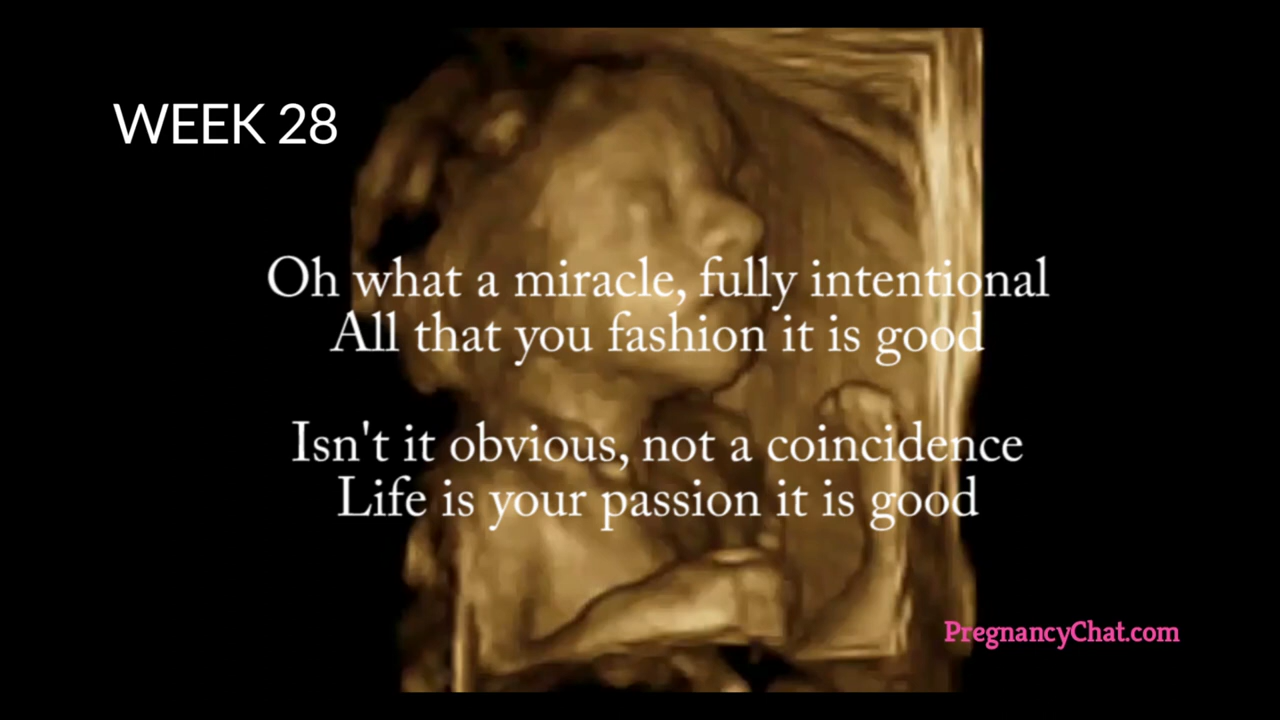 WEEK 28
Oh what a miracle, fully intentional
All that you fashion it is good
Isn't it obvious, not a coincidence
Life is your passion it is good
PregnancyChat.com